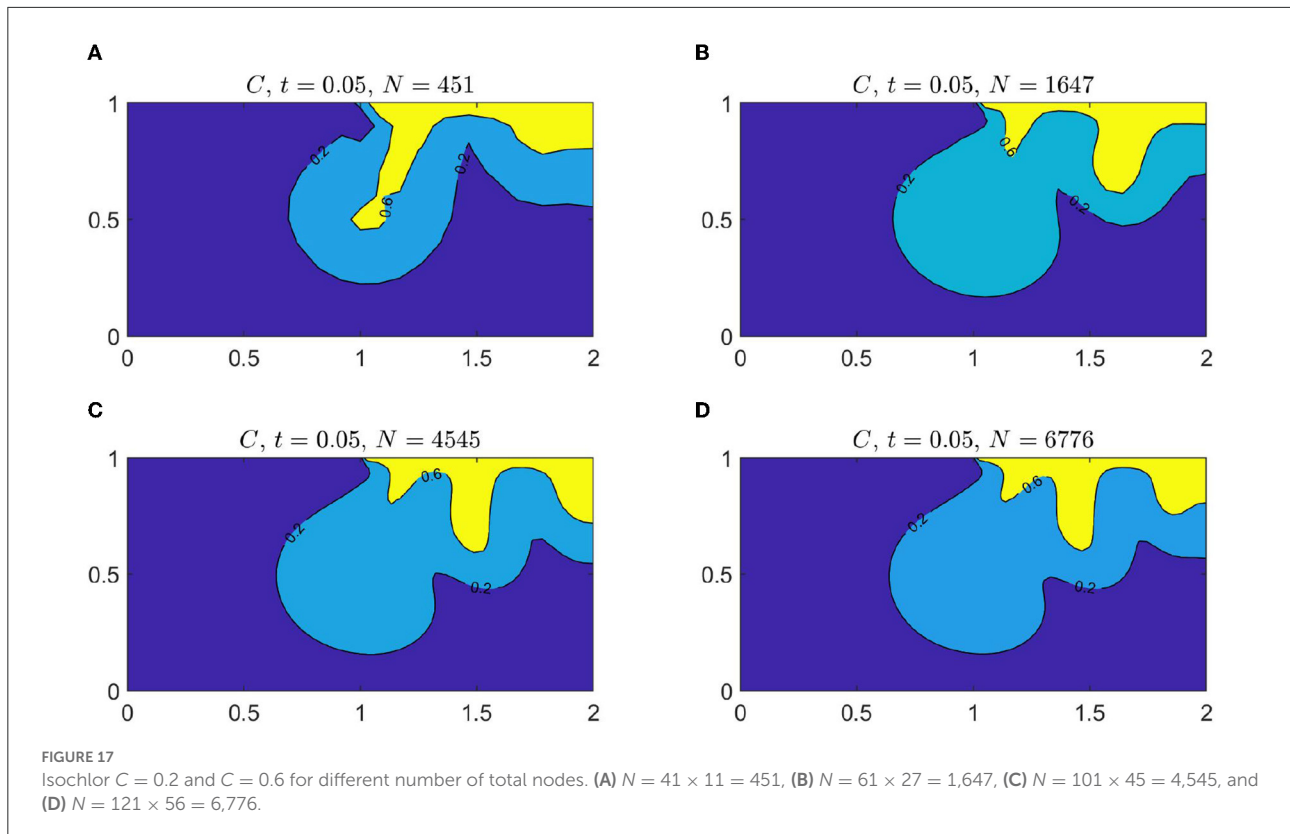 A
C, t = 0.05, N = 451
1
0.5
0
0 0.5 1 1.5 2
0.2
0.2
0.6
B
C, t = 0.05, N = 1647
1
0.5
0
0 0.5 1 1.5 2
0.6
0.2
0.2
C
C, t = 0.05, N = 4545
1
0.5
0
0 0.5 1 1.5 2
0.6
0.2
0.2
D
C, t = 0.05, N = 6776
1
0.5
0
0 0.5 1 1.5 2
0.6
0.2
0.2
FIGURE 17
Isochlor C = 0.2 and C = 0.6 for different number of total nodes. (A) N = 41 × 11 = 451, (B) N = 61 × 27 = 1,647, (C) N = 101 × 45 = 4,545, and
(D) N = 121 × 56 = 6,776.